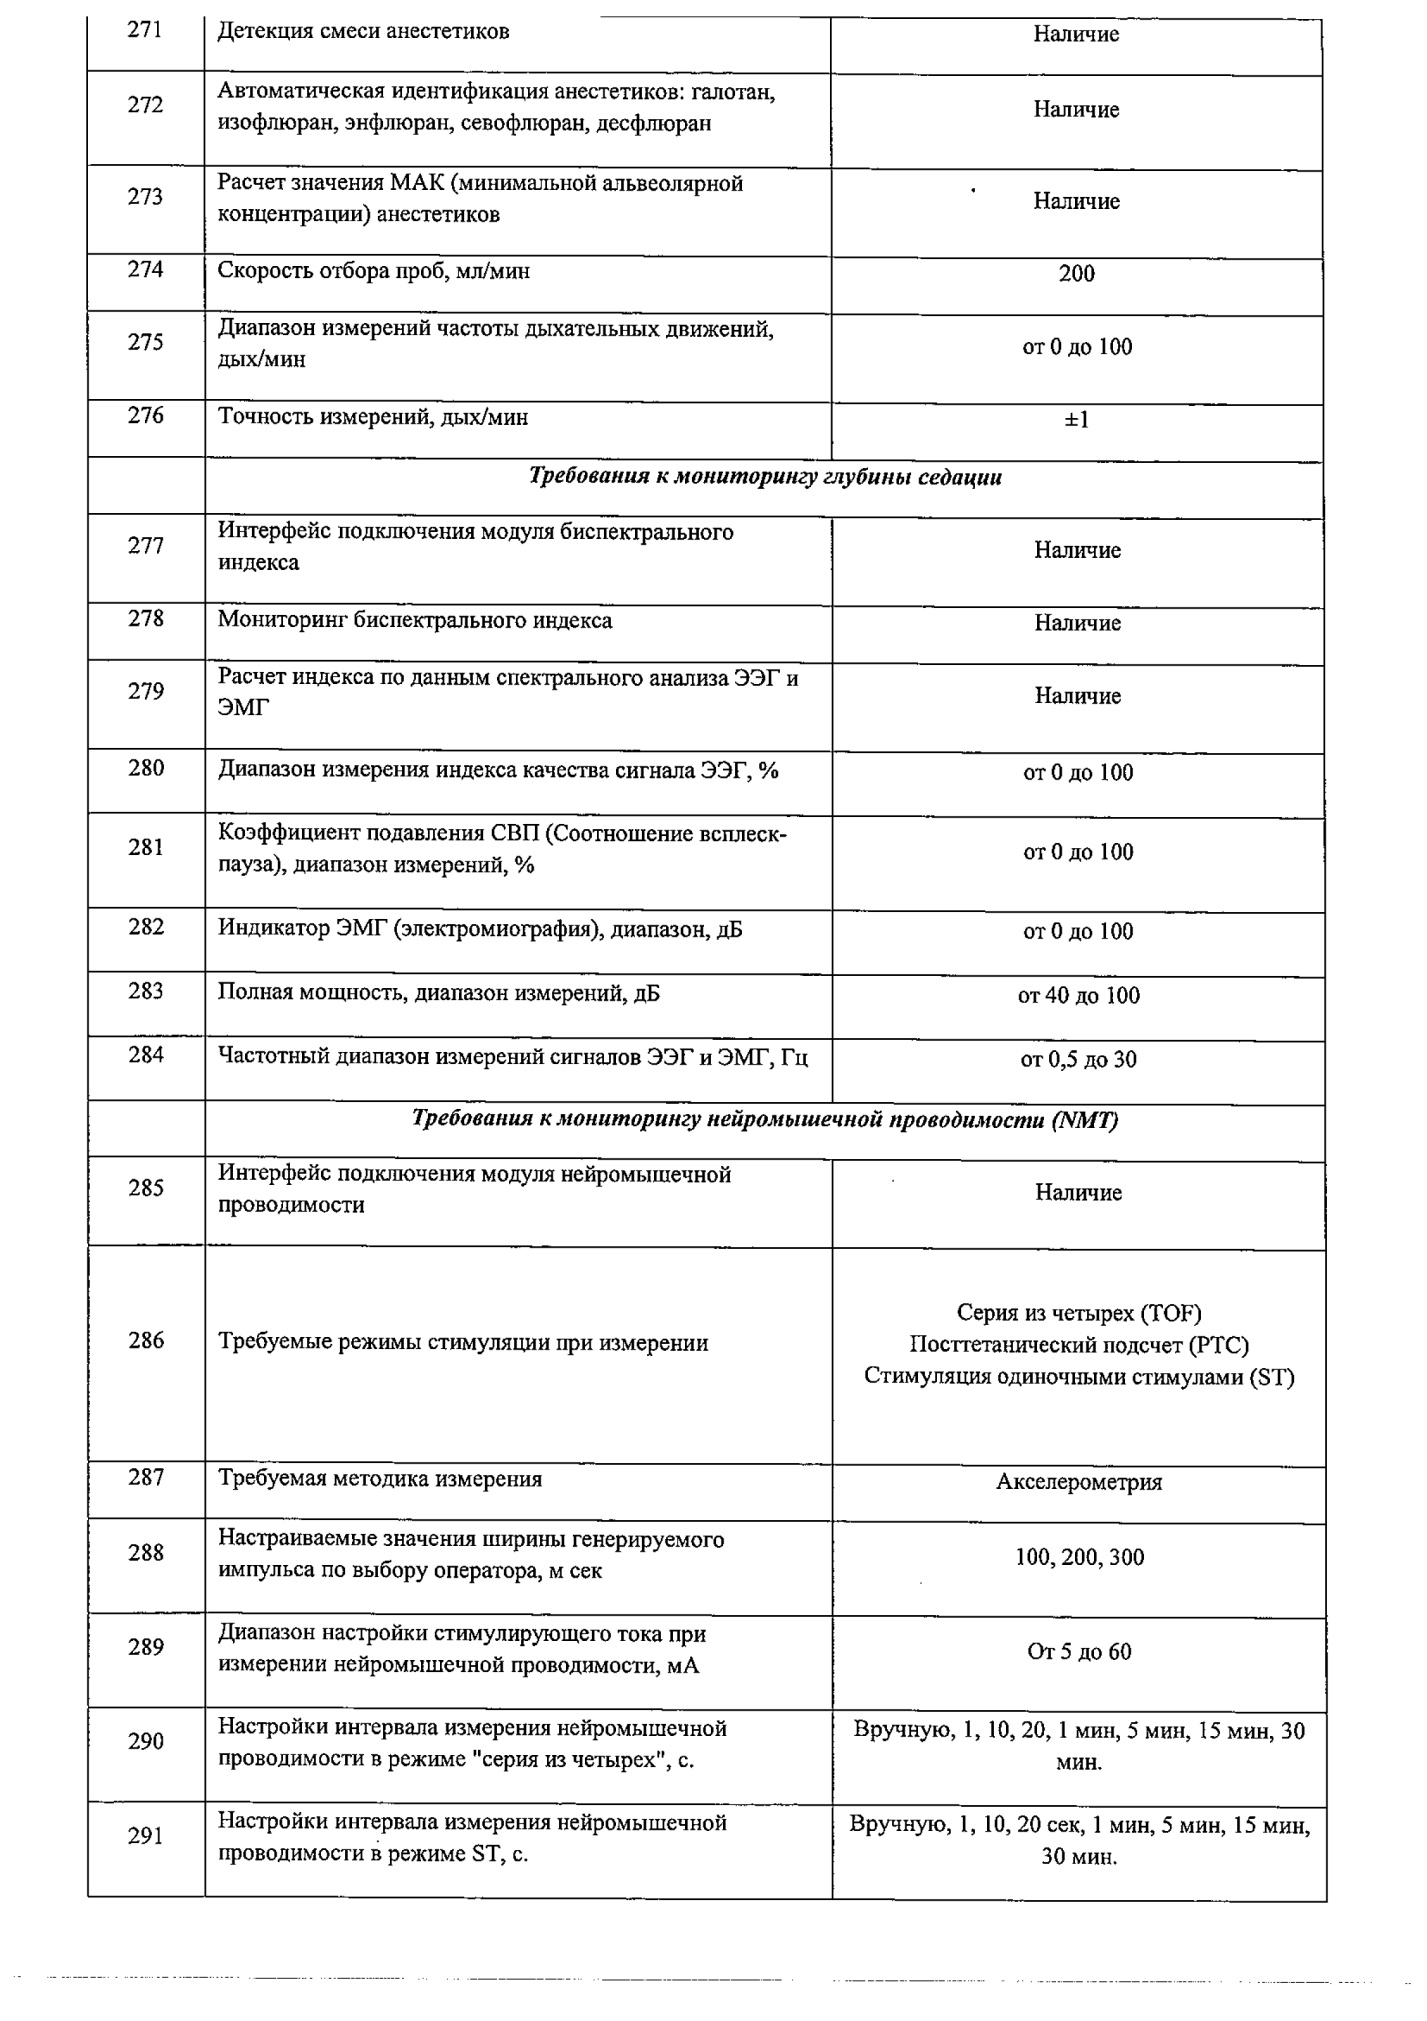 271
Детекция смеси анестетиков
Наличие
272
Автоматическая идентификация анестетиков: галотан,
изофлюран, энфлюран, севофлюран, десфлюран
Наличие
273
Расчет значения МАК (минимальной альвеолярной
концентрации) анестетиков
Наличие
274
Скорость отбора проб, мл/мин
200
275
Диапазон измерений частоты дыхательных движений,
дых/мин
от 0 до 100
276
Точность измерений, дых/мин
±1
Требования к мониторингу глубины седации
277
Интерфейс подключения модуля биспектрального
индекса
Наличие
278
Мониторинг биспектрального индекса
Наличие
279
Расчет индекса по данным спектрального анализа ЭЭГ и
ЭМГ
Наличие
280
Диапазон измерения индекса качества сигнала ЭЭГ, %
от 0 до 100
281
Коэффициент подавления СВП (Соотношение всплеск-
пауза), диапазон измерений, %
от 0 до 100
282
Индикатор ЭМГ (электромиография), диапазон, дБ
от 0 до 100
283
Полная мощность, диапазон измерений, дБ
от 40 до 100
284
Частотный диапазон измерений сигналов ЭЭГ и ЭМГ, Гц
от 0,5 до 30
Требования к мониторингу нейромышечной проводимости (NMT)
285
Интерфейс подключения модуля нейромышечной
проводимости
Наличие
286
Требуемые режимы стимуляции при измерении
Серия из четырех (TOF)
Посттетанический подсчет (PTC)
Стимуляция одиночными стимулами (ST)
287
Требуемая методика измерения
Акселерометрия
288
Настраиваемые значения ширины генерируемого
импульса по выбору оператора, м сек
100, 200, 300
289
Диапазон настройки стимулирующего тока при
измерении нейромышечной проводимости, мА
От 5 до 60
290
Настройки интервала измерения нейромышечной
проводимости в режиме "серия из четырех", с.
Вручную, 1, 10, 20, 1 мин, 5 мин, 15 мин, 30
мин.
291
Настройки интервала измерения нейромышечной
проводимости в режиме ST, с.
Вручную, 1, 10, 20 сек, 1 мин, 5 мин, 15 мин,
30 мин.